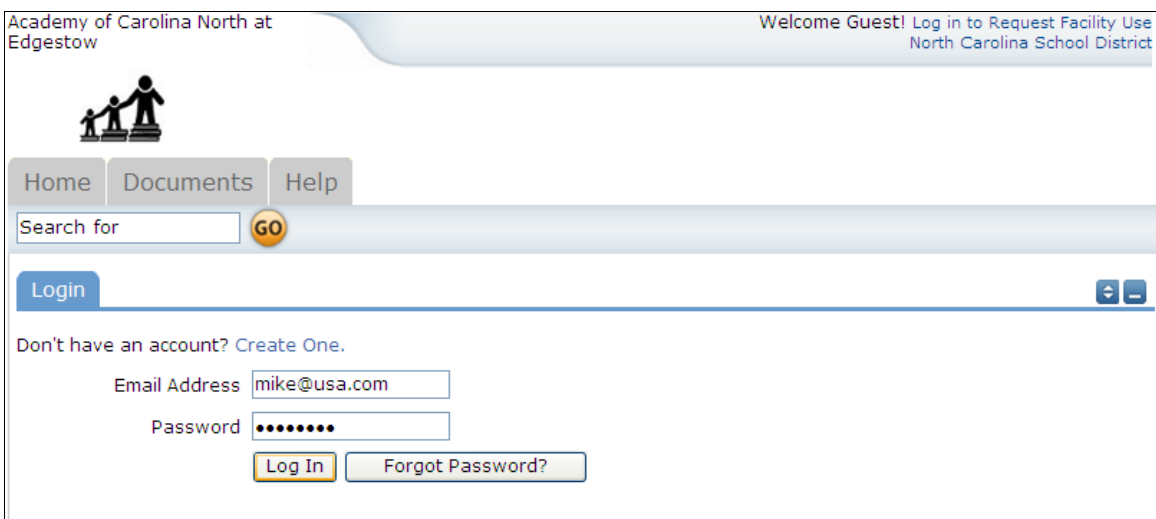 Academy of Carolina North at
Edgestow
Welcome Guest! Log in to Request Facility Use
North Carolina School District
Home Documents Help
Search for GO
Login
Don't have an account? Create One.
Email Address mike@usa.com
Password ••••••••
Log In Forgot Password?